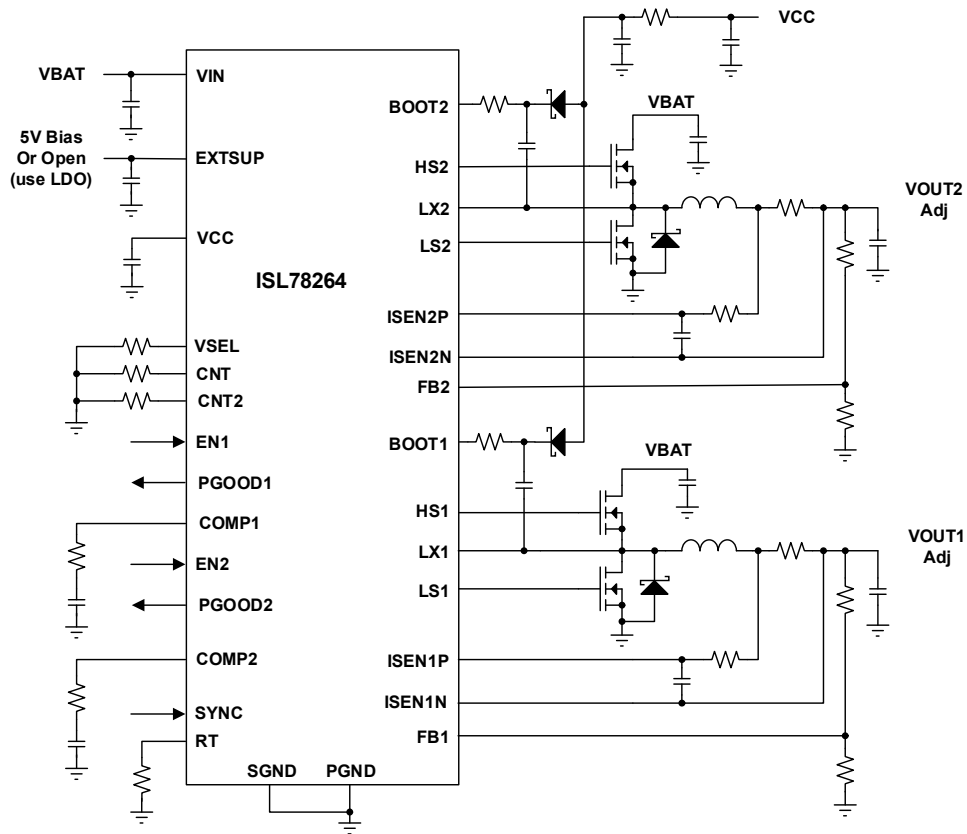 VCC
VBAT
VIN
5V Bias
Or Open
(use LDO)
EXTSUP
VCC
ISL78264
VSEL
CNT
CNT2
EN1
PGOOD1
COMP1
EN2
PGOOD2
COMP2
SYNC
RT
SGND
PGND
BOOT2
VBAT
HS2
LX2
LS2
VOUT2
Adj
ISEN2P
ISEN2N
FB2
BOOT1
VBAT
HS1
LX1
LS1
VOUT1
Adj
ISEN1P
ISEN1N
FB1